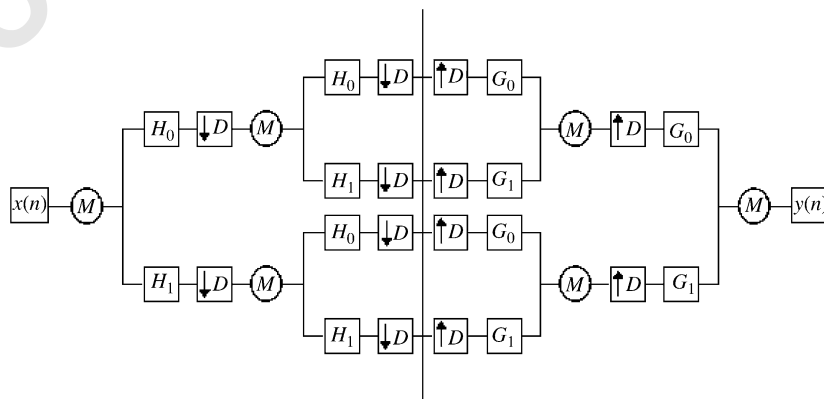 H₀ ↓D ↑D G₀
H₀ ↓D M M ↑D G₀
H₁ ↓D ↑D G₁
x(n) M M y(n)
H₀ ↓D ↑D G₀
H₁ ↓D M M ↑D G₁
H₁ ↓D ↑D G₁